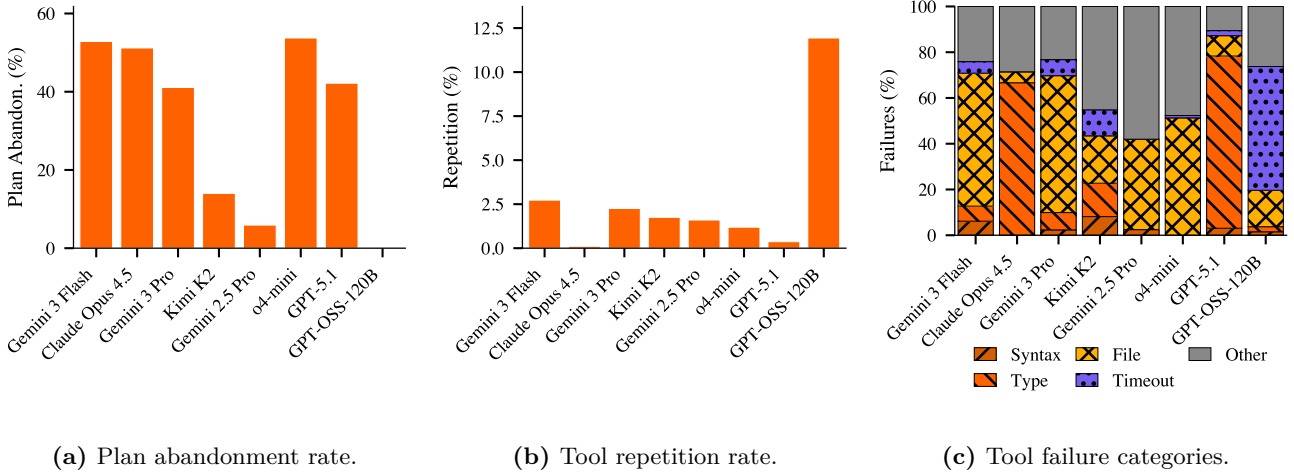 Plan Abandon. (%)
60
40
20
0
Gemini 3 Flash
Claude Opus 4.5
Gemini 3 Pro
Kimi K2
Gemini 2.5 Pro
o4-mini
GPT-5.1
GPT-OSS-120B
(a) Plan abandonment rate.
Repetition (%)
12.5
10.0
7.5
5.0
2.5
0.0
Gemini 3 Flash
Claude Opus 4.5
Gemini 3 Pro
Kimi K2
Gemini 2.5 Pro
o4-mini
GPT-5.1
GPT-OSS-120B
(b) Tool repetition rate.
Failures (%)
100
80
60
40
20
0
Gemini 3 Flash
Claude Opus 4.5
Gemini 3 Pro
Kimi K2
Gemini 2.5 Pro
o4-mini
GPT-5.1
GPT-OSS-120B
Syntax
Type
File
Timeout
Other
(c) Tool failure categories.